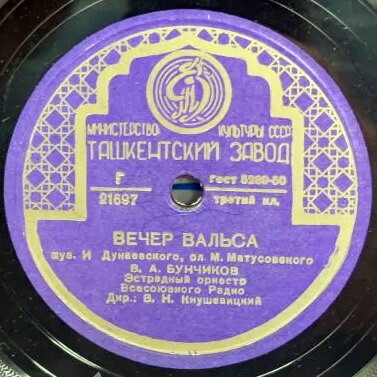 МИНИСТЕРСТВО КУЛЬТУРЫ СССР
ТАШКЕНТСКИЙ ЗАВОД
Г ГОСТ 5289-50
21697 третий кл.
ВЕЧЕР ВАЛЬСА
муз. И Дунаевского, сл. М. Матусовского
В. А. БУНЧИКОВ
Эстрадный оркестр
Всесоюзного Радио
Дир.: В. Н. Кнушевицкий